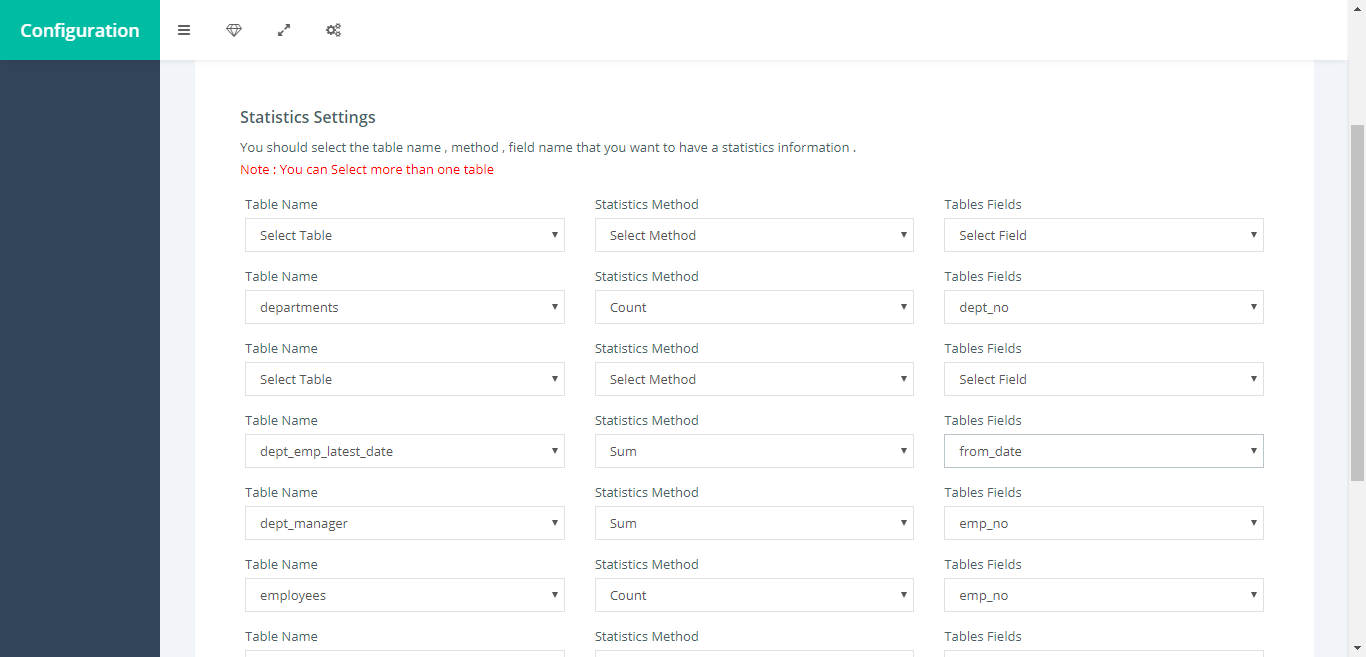 Configuration
Statistics Settings
You should select the table name , method , field name that you want to have a statistics information .
Note : You can Select more than one table
Table Name Statistics Method Tables Fields
Select Table Select Method Select Field
Table Name Statistics Method Tables Fields
departments Count dept_no
Table Name Statistics Method Tables Fields
Select Table Select Method Select Field
Table Name Statistics Method Tables Fields
dept_emp_latest_date Sum from_date
Table Name Statistics Method Tables Fields
dept_manager Sum emp_no
Table Name Statistics Method Tables Fields
employees Count emp_no
Table Name Statistics Method Tables Fields